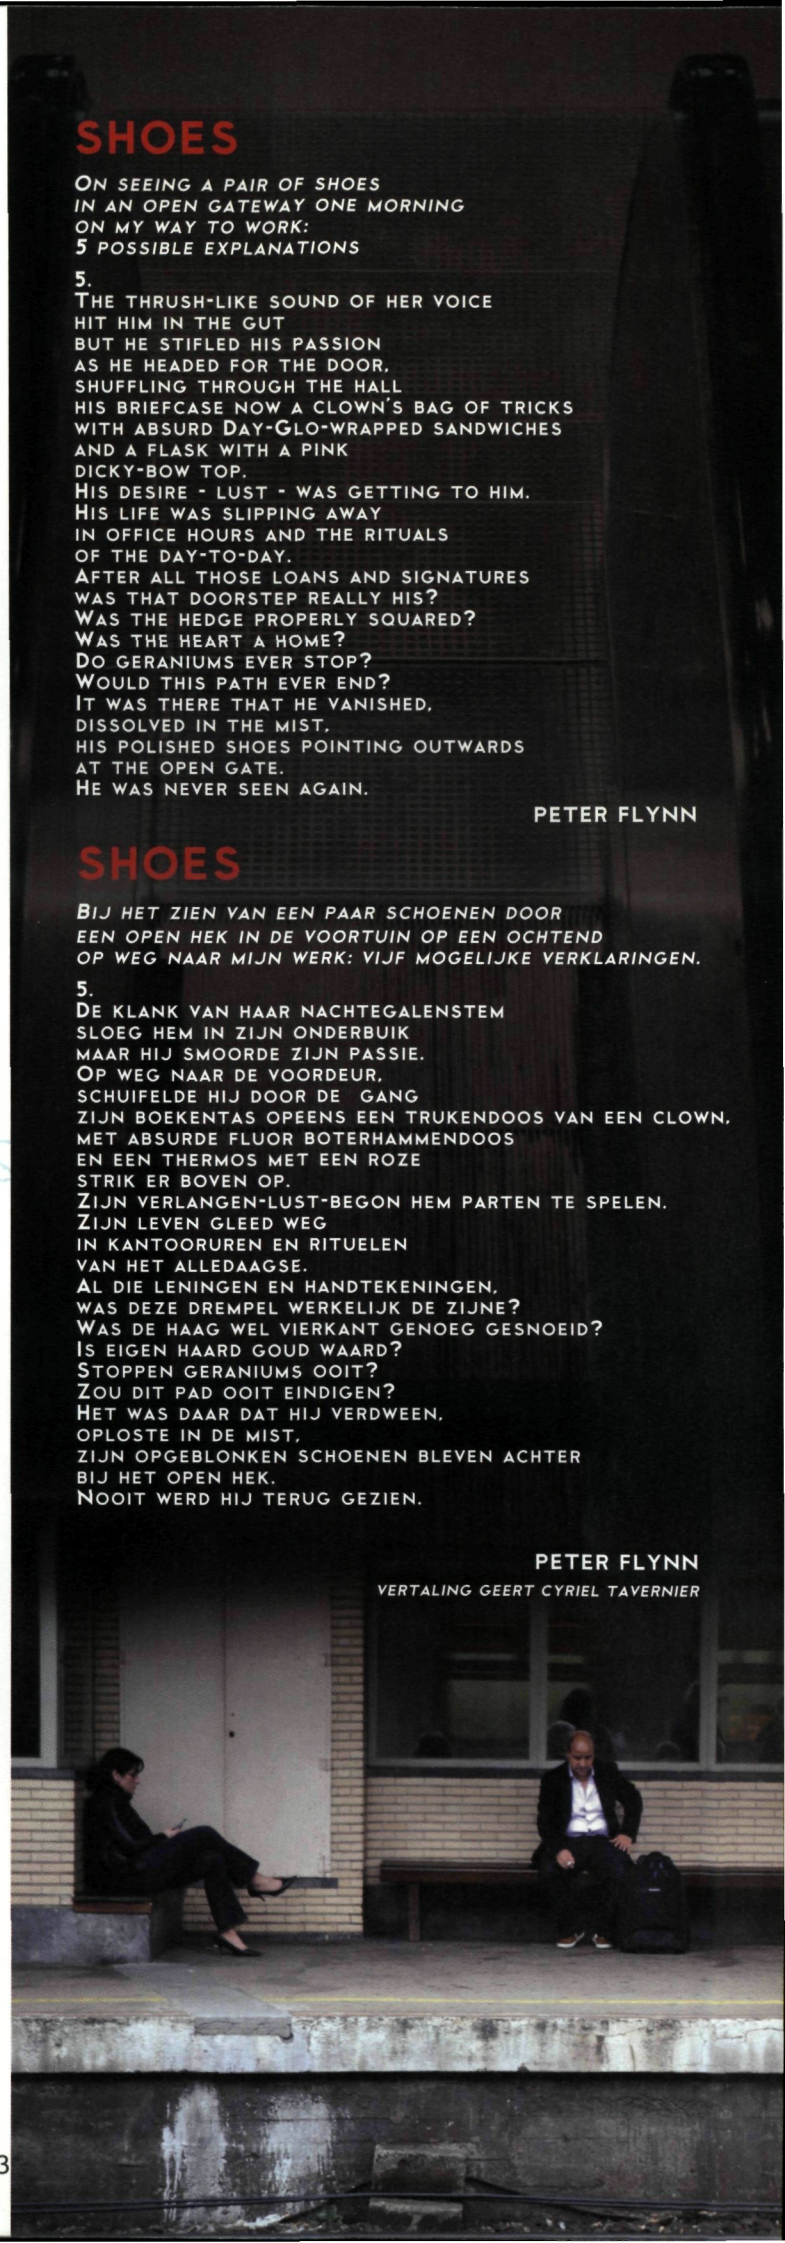 SHOES
ON SEEING A PAIR OF SHOES
IN AN OPEN GATEWAY ONE MORNING
ON MY WAY TO WORK:
5 POSSIBLE EXPLANATIONS
5.
THE THRUSH-LIKE SOUND OF HER VOICE
HIT HIM IN THE GUT
BUT HE STIFLED HIS PASSION
AS HE HEADED FOR THE DOOR,
SHUFFLING THROUGH THE HALL
HIS BRIEFCASE NOW A CLOWN'S BAG OF TRICKS
WITH ABSURD DAY-GLO-WRAPPED SANDWICHES
AND A FLASK WITH A PINK
DICKY-BOW TOP.
HIS DESIRE - LUST - WAS GETTING TO HIM.
HIS LIFE WAS SLIPPING AWAY
IN OFFICE HOURS AND THE RITUALS
OF THE DAY-TO-DAY.
AFTER ALL THOSE LOANS AND SIGNATURES
WAS THAT DOORSTEP REALLY HIS?
WAS THE HEDGE PROPERLY SQUARED?
WAS THE HEART A HOME?
DO GERANIUMS EVER STOP?
WOULD THIS PATH EVER END?
IT WAS THERE THAT HE VANISHED,
DISSOLVED IN THE MIST,
HIS POLISHED SHOES POINTING OUTWARDS
AT THE OPEN GATE.
HE WAS NEVER SEEN AGAIN.
PETER FLYNN
SHOES
BIJ HET ZIEN VAN EEN PAAR SCHOENEN DOOR
EEN OPEN HEK IN DE VOORTUIN OP EEN OCHTEND
OP WEG NAAR MIJN WERK: VIJF MOGELIJKE VERKLARINGEN.
5.
DE KLANK VAN HAAR NACHTEGALENSTEM
SLOEG HEM IN ZIJN ONDERBUIK
MAAR HIJ SMOORDE ZIJN PASSIE.
OP WEG NAAR DE VOORDEUR,
SCHUIFELDE HIJ DOOR DE GANG
ZIJN BOEKENTAS OPEENS EEN TRUKENDOOS VAN EEN CLOWN,
MET ABSURDE FLUOR BOTERHAMMENDOOS
EN EEN THERMOS MET EEN ROZE
STRIK ER BOVEN OP.
ZIJN VERLANGEN-LUST-BEGON HEM PARTEN TE SPELEN.
ZIJN LEVEN GLEED WEG
IN KANTOORUREN EN RITUELEN
VAN HET ALLEDAAGSE.
AL DIE LENINGEN EN HANDTEKENINGEN,
WAS DEZE DREMPEL WERKELIJK DE ZIJNE?
WAS DE HAAG WEL VIERKANT GENOEG GESNOEID?
IS EIGEN HAARD GOUD WAARD?
STOPPEN GERANIUMS OOIT?
ZOU DIT PAD OOIT EINDIGEN?
HET WAS DAAR DAT HIJ VERDWEEN,
OPLOSTE IN DE MIST,
ZIJN OPGEBLONKEN SCHOENEN BLEVEN ACHTER
BIJ HET OPEN HEK.
NOOIT WERD HIJ TERUG GEZIEN.
PETER FLYNN
VERTALING GEERT CYRIEL TAVERNIER
3